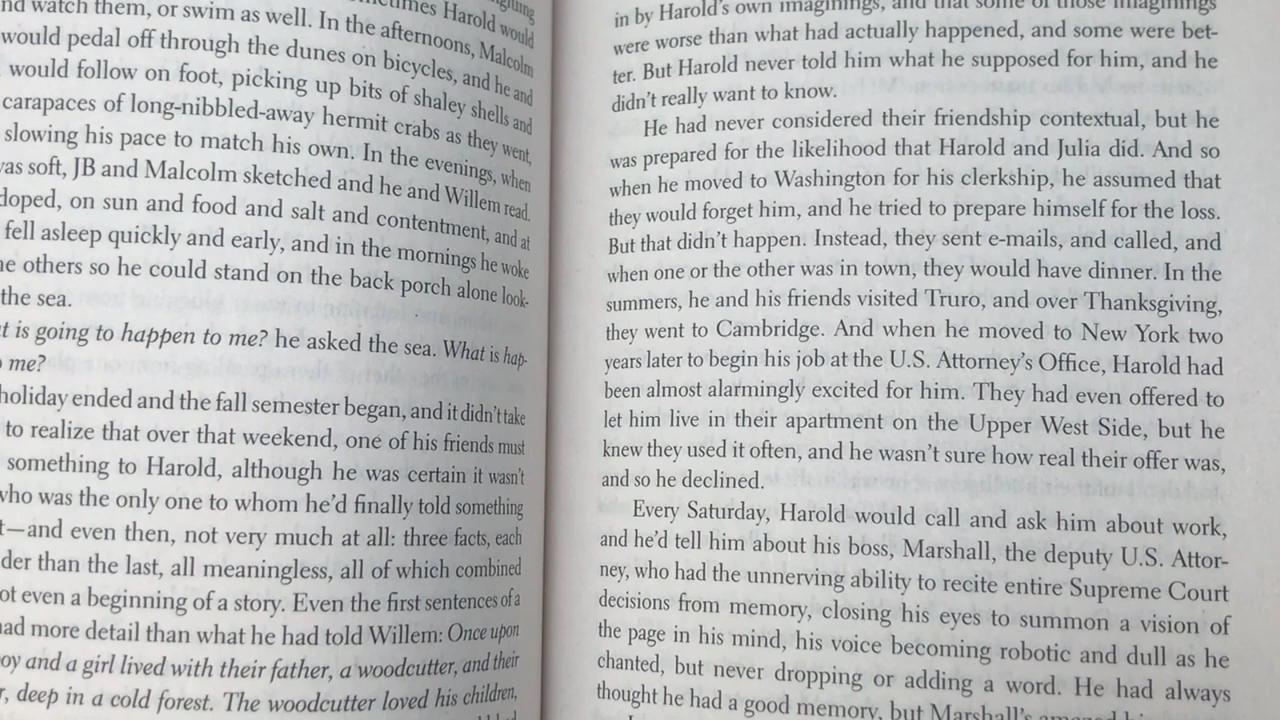 nd watch them, or swim as well. In the afternoons, Malcolm
would pedal off through the dunes on bicycles, and he and
would follow on foot, picking up bits of shaley shells and
carapaces of long-nibbled-away hermit crabs as they went,
slowing his pace to match his own. In the evenings, when
was soft, JB and Malcolm sketched and he and Willem read.
loped, on sun and food and salt and contentment, and at
fell asleep quickly and early, and in the mornings he woke
he others so he could stand on the back porch alone look-
the sea.
t is going to happen to me? he asked the sea. What is hap-
me?
holiday ended and the fall semester began, and it didn't take
to realize that over that weekend, one of his friends must
something to Harold, although he was certain it wasn't
who was the only one to whom he'd finally told something
t—and even then, not very much at all: three facts, each
der than the last, all meaningless, all of which combined
ot even a beginning of a story. Even the first sentences of a
had more detail than what he had told Willem: Once upon
oy and a girl lived with their father, a woodcutter, and their
r, deep in a cold forest. The woodcutter loved his children,
in by Harold's own imaginings, and that some of those imaginings
were worse than what had actually happened, and some were bet-
ter. But Harold never told him what he supposed for him, and he
didn't really want to know.
He had never considered their friendship contextual, but he
was prepared for the likelihood that Harold and Julia did. And so
when he moved to Washington for his clerkship, he assumed that
they would forget him, and he tried to prepare himself for the loss.
But that didn't happen. Instead, they sent e-mails, and called, and
when one or the other was in town, they would have dinner. In the
summers, he and his friends visited Truro, and over Thanksgiving,
they went to Cambridge. And when he moved to New York two
years later to begin his job at the U.S. Attorney's Office, Harold had
been almost alarmingly excited for him. They had even offered to
let him live in their apartment on the Upper West Side, but he
knew they used it often, and he wasn't sure how real their offer was,
and so he declined.
Every Saturday, Harold would call and ask him about work,
and he'd tell him about his boss, Marshall, the deputy U.S. Attor-
ney, who had the unnerving ability to recite entire Supreme Court
decisions from memory, closing his eyes to summon a vision of
the page in his mind, his voice becoming robotic and dull as he
chanted, but never dropping or adding a word. He had always
thought he had a good memory, but Marshall's